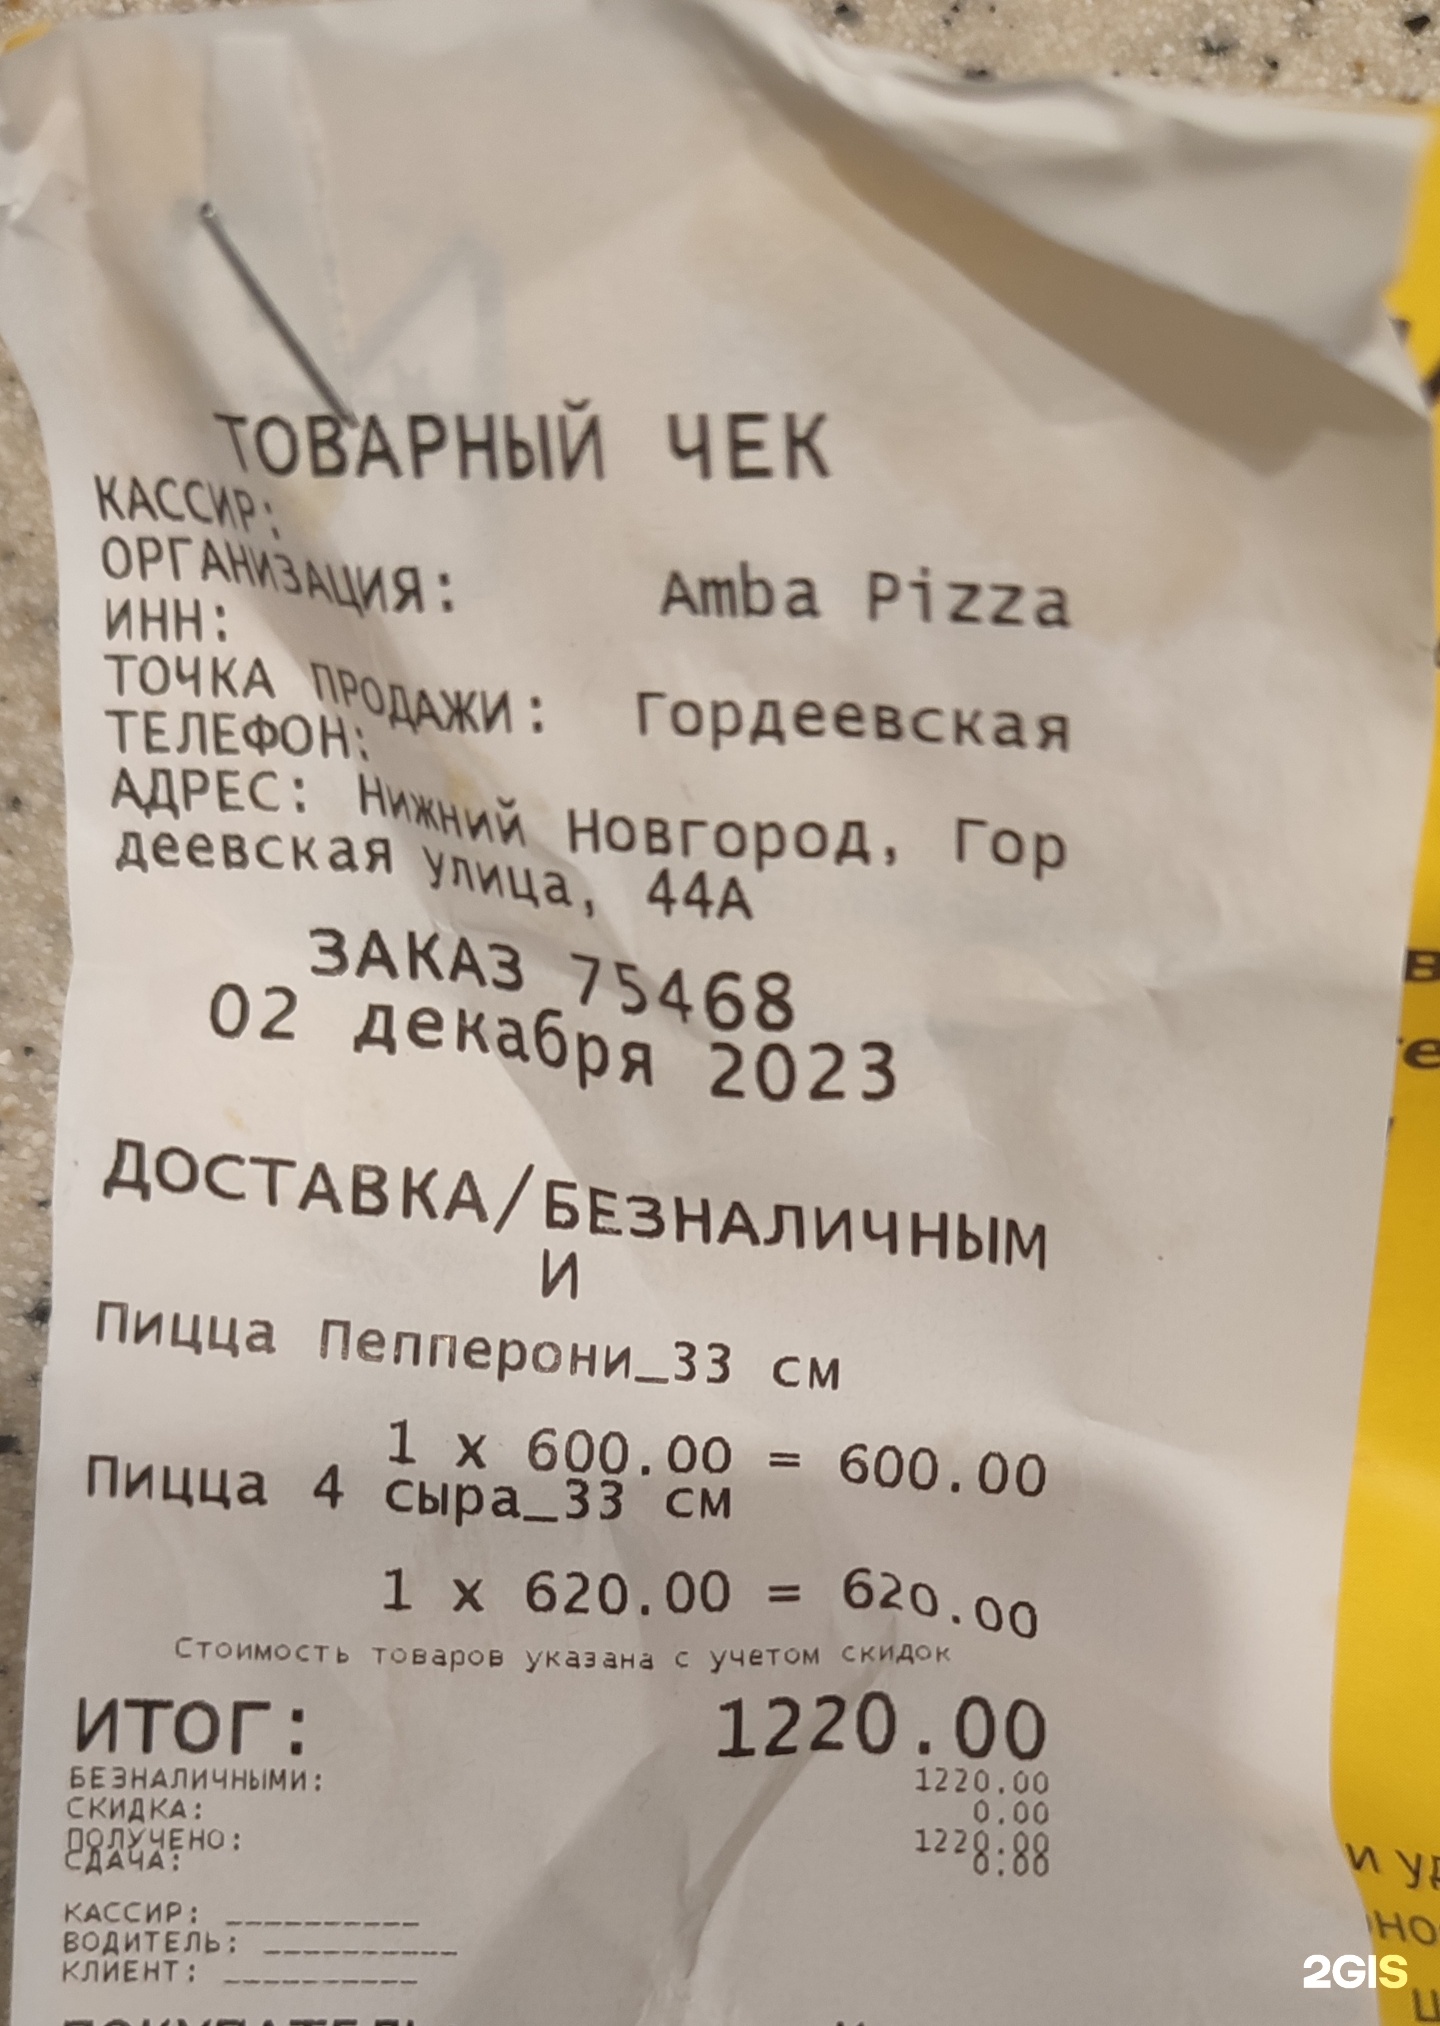 ТОВАРНЫЙ ЧЕК
КАССИР:
ОРГАНИЗАЦИЯ: Amba Pizza
ИНН:
ТОЧКА ПРОДАЖИ: Гордеевская
ТЕЛЕФОН:
АДРЕС: Нижний Новгород, Гор
деевская улица, 44А
ЗАКАЗ 75468
02 декабря 2023
ДОСТАВКА/БЕЗНАЛИЧНЫМ
И
Пицца Пепперони_33 см
1 x 600.00 = 600.00
Пицца 4 сыра_33 см
1 x 620.00 = 620.00
Стоимость товаров указана с учетом скидок
ИТОГ: 1220.00
БЕЗНАЛИЧНЫМИ: 1220.00
СКИДКА: 0.00
ПОЛУЧЕНО: 1220.00
СДАЧА: 0.00
КАССИР: __________
ВОДИТЕЛЬ: __________
КЛИЕНТ: __________
2GIS